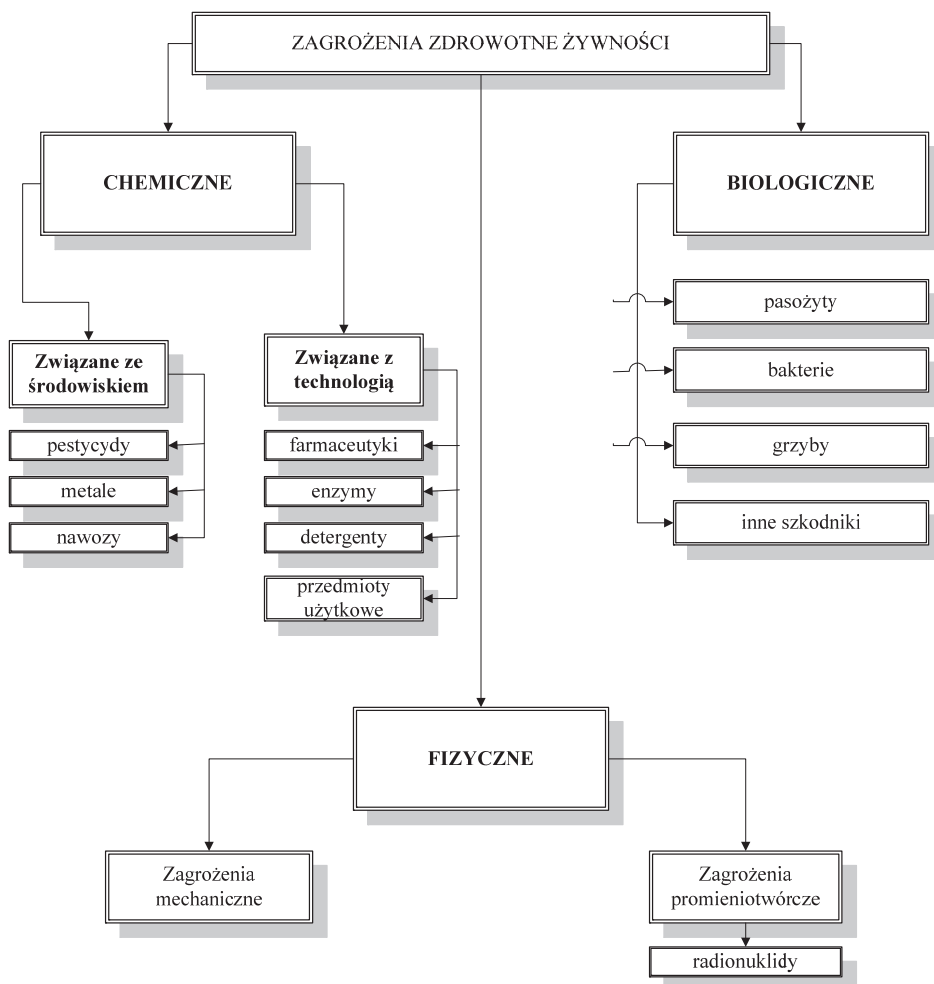 ZAGROŻENIA ZDROWOTNE ŻYWNOŚCI
CHEMICZNE
BIOLOGICZNE
Związane ze
środowiskiem
pestycydy
metale
nawozy
Związane z
technologią
farmaceutyki
enzymy
detergenty
przedmioty
użytkowe
pasożyty
bakterie
grzyby
inne szkodniki
FIZYCZNE
Zagrożenia
mechaniczne
Zagrożenia
promieniotwórcze
radionuklidy